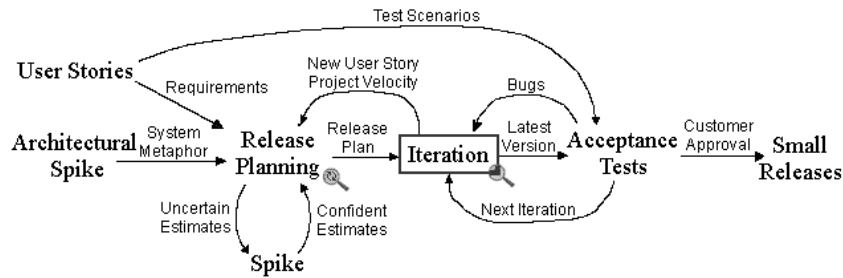 Test Scenarios
User Stories
Requirements
New User Story
Project Velocity
Bugs
Architectural
Spike
System
Metaphor
Release
Planning
Release
Plan
Iteration
Latest
Version
Acceptance
Tests
Customer
Approval
Small
Releases
Uncertain
Estimates
Confident
Estimates
Next Iteration
Spike